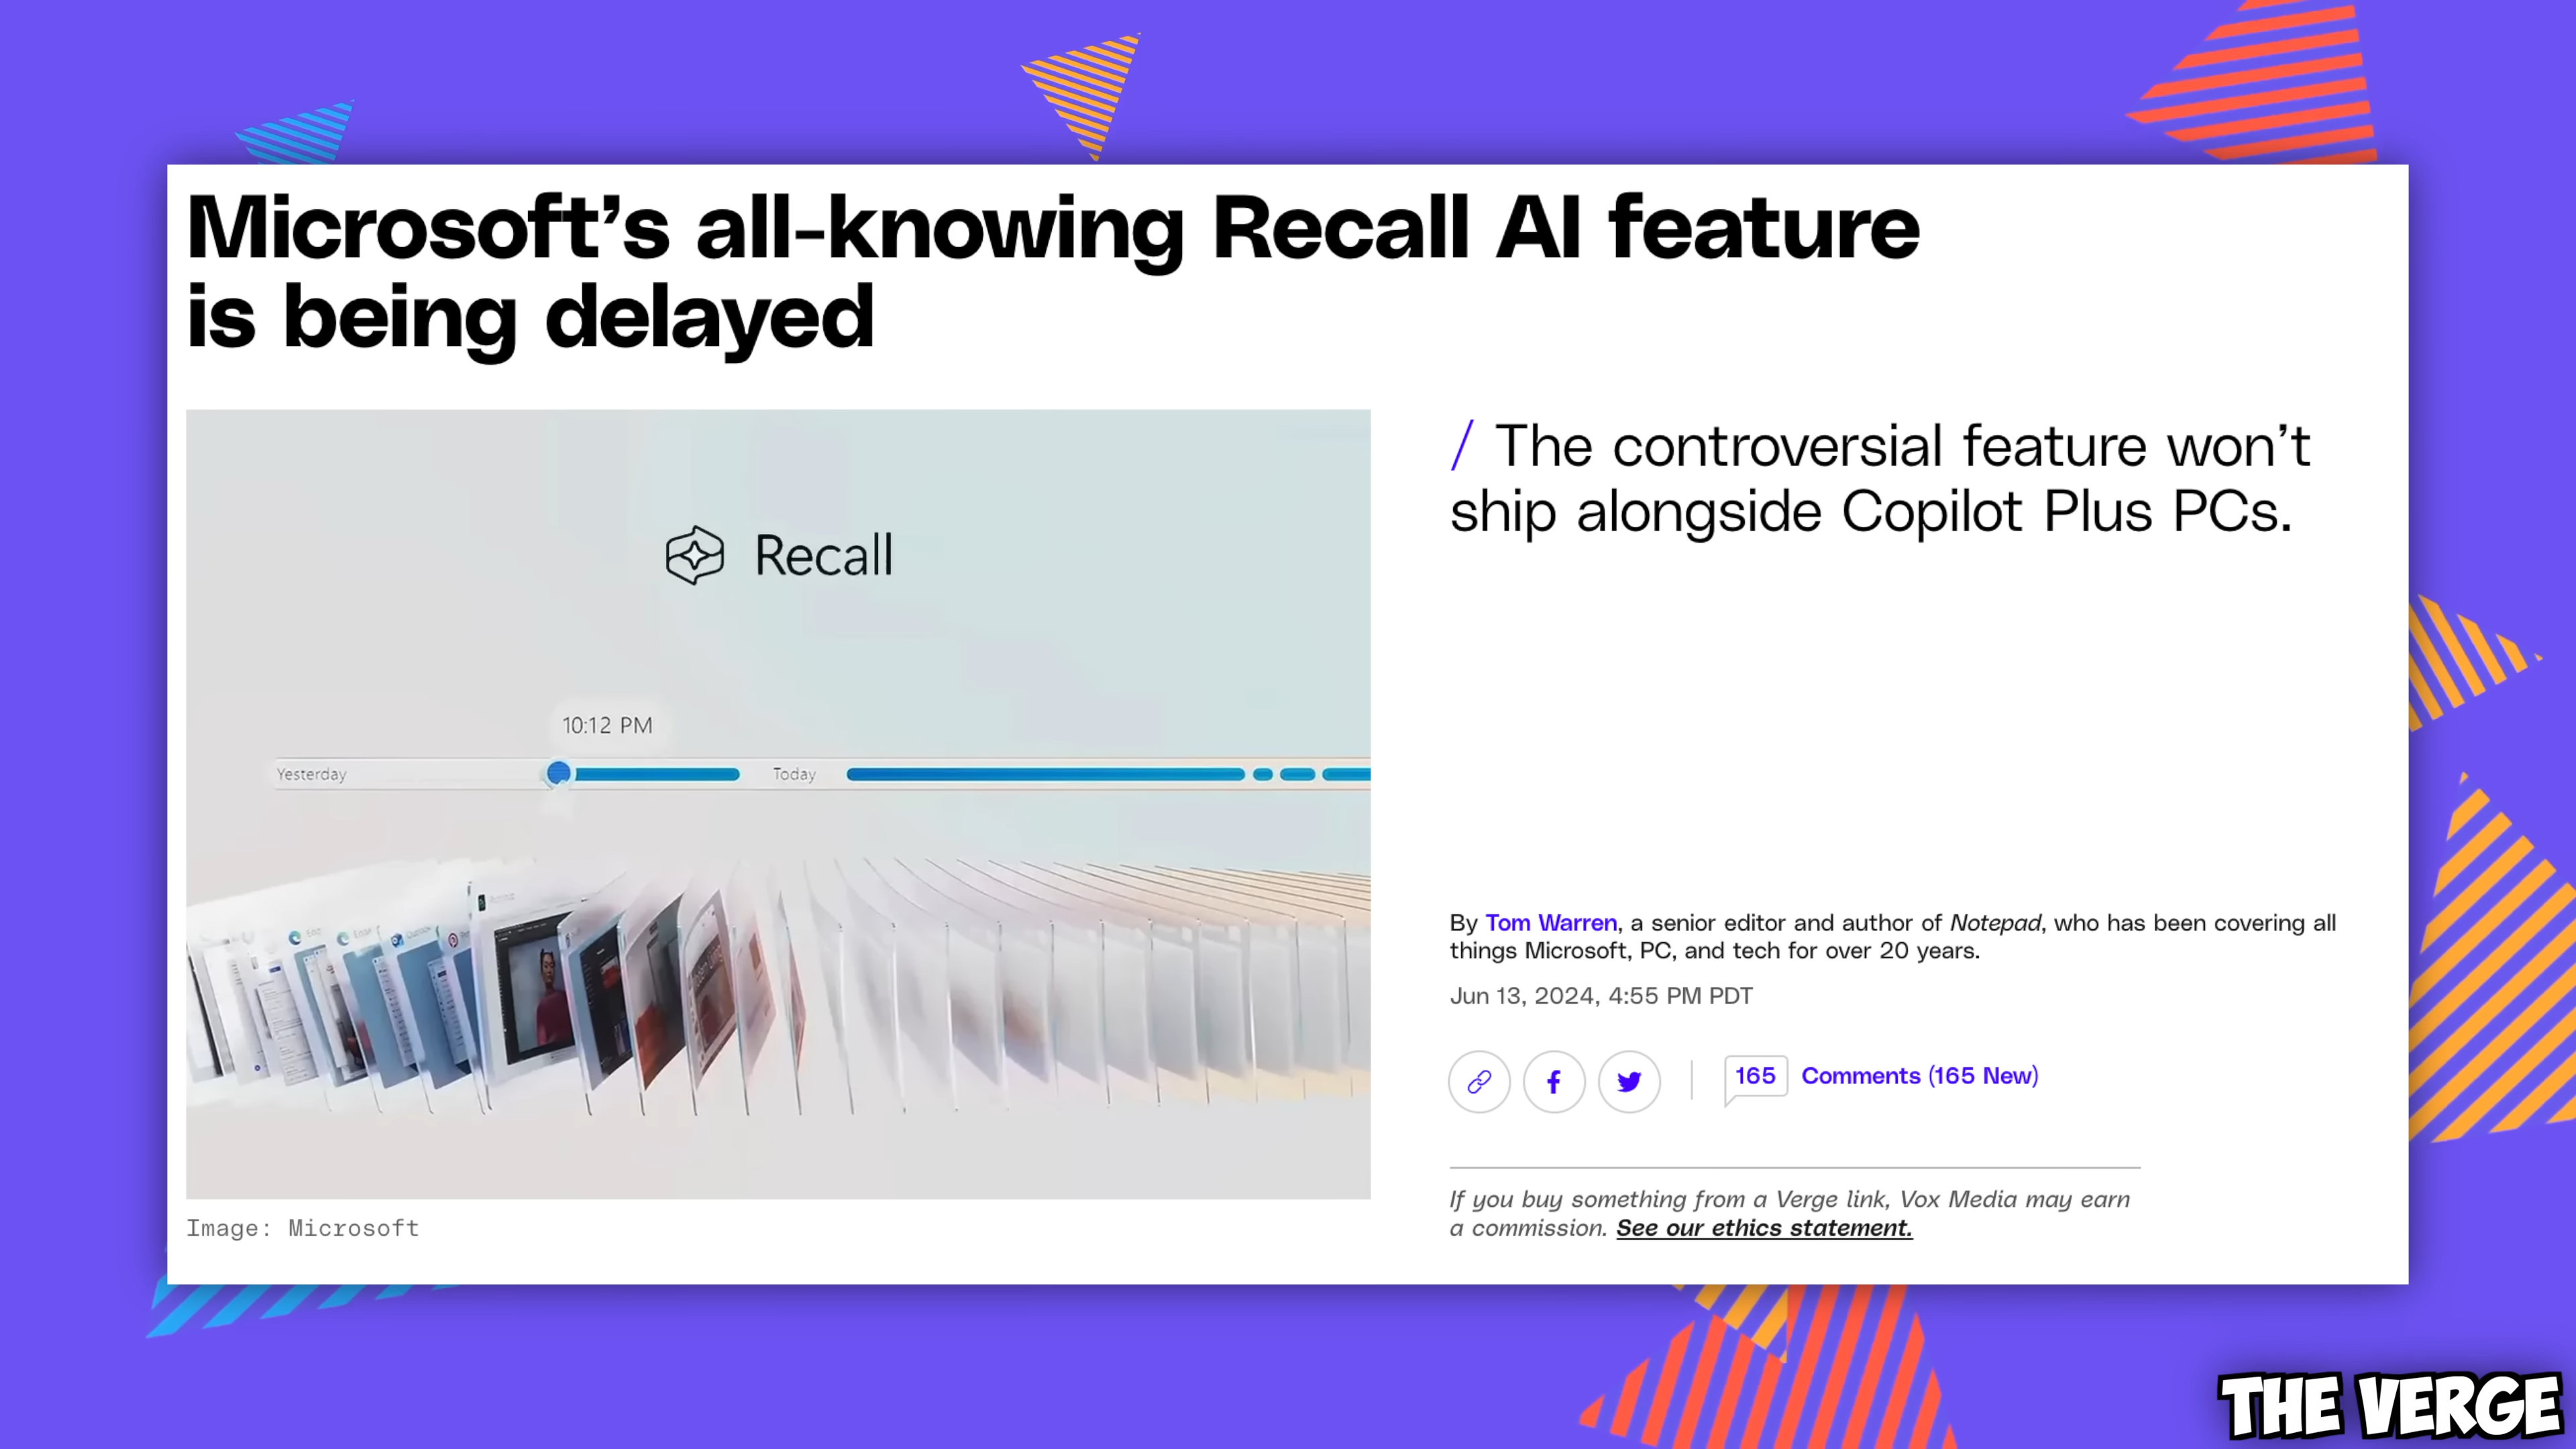 Microsoft’s all-knowing Recall AI feature
is being delayed
Recall
10:12 PM
Yesterday
Today
Image: Microsoft
/ The controversial feature won’t
ship alongside Copilot Plus PCs.
By Tom Warren, a senior editor and author of Notepad, who has been covering all
things Microsoft, PC, and tech for over 20 years.
Jun 13, 2024, 4:55 PM PDT
165 Comments (165 New)
If you buy something from a Verge link, Vox Media may earn
a commission. See our ethics statement.
THE VERGE